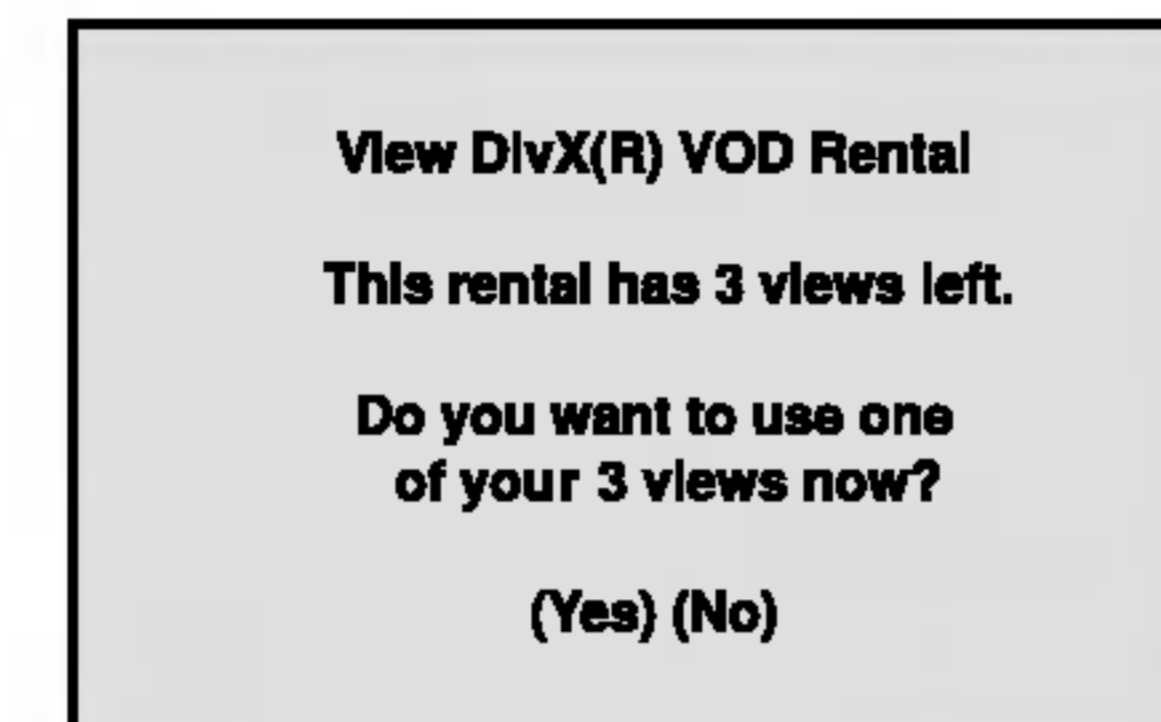 View DivX(R) VOD Rental
This rental has 3 views left.
Do you want to use one
of your 3 views now?
(Yes) (No)